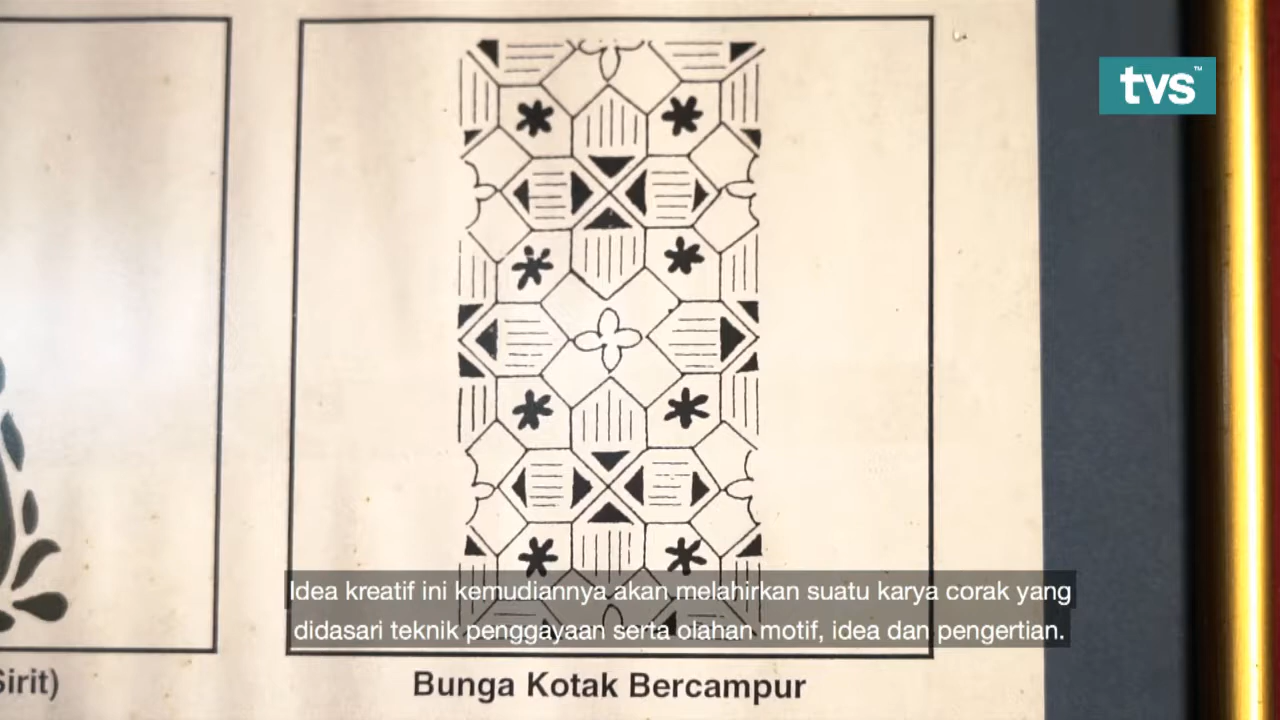 tvs™
Idea kreatif ini kemudiannya akan melahirkan suatu karya corak yang
didasari teknik penggayaan serta olahan motif, idea dan pengertian.
Sirit)
Bunga Kotak Bercampur